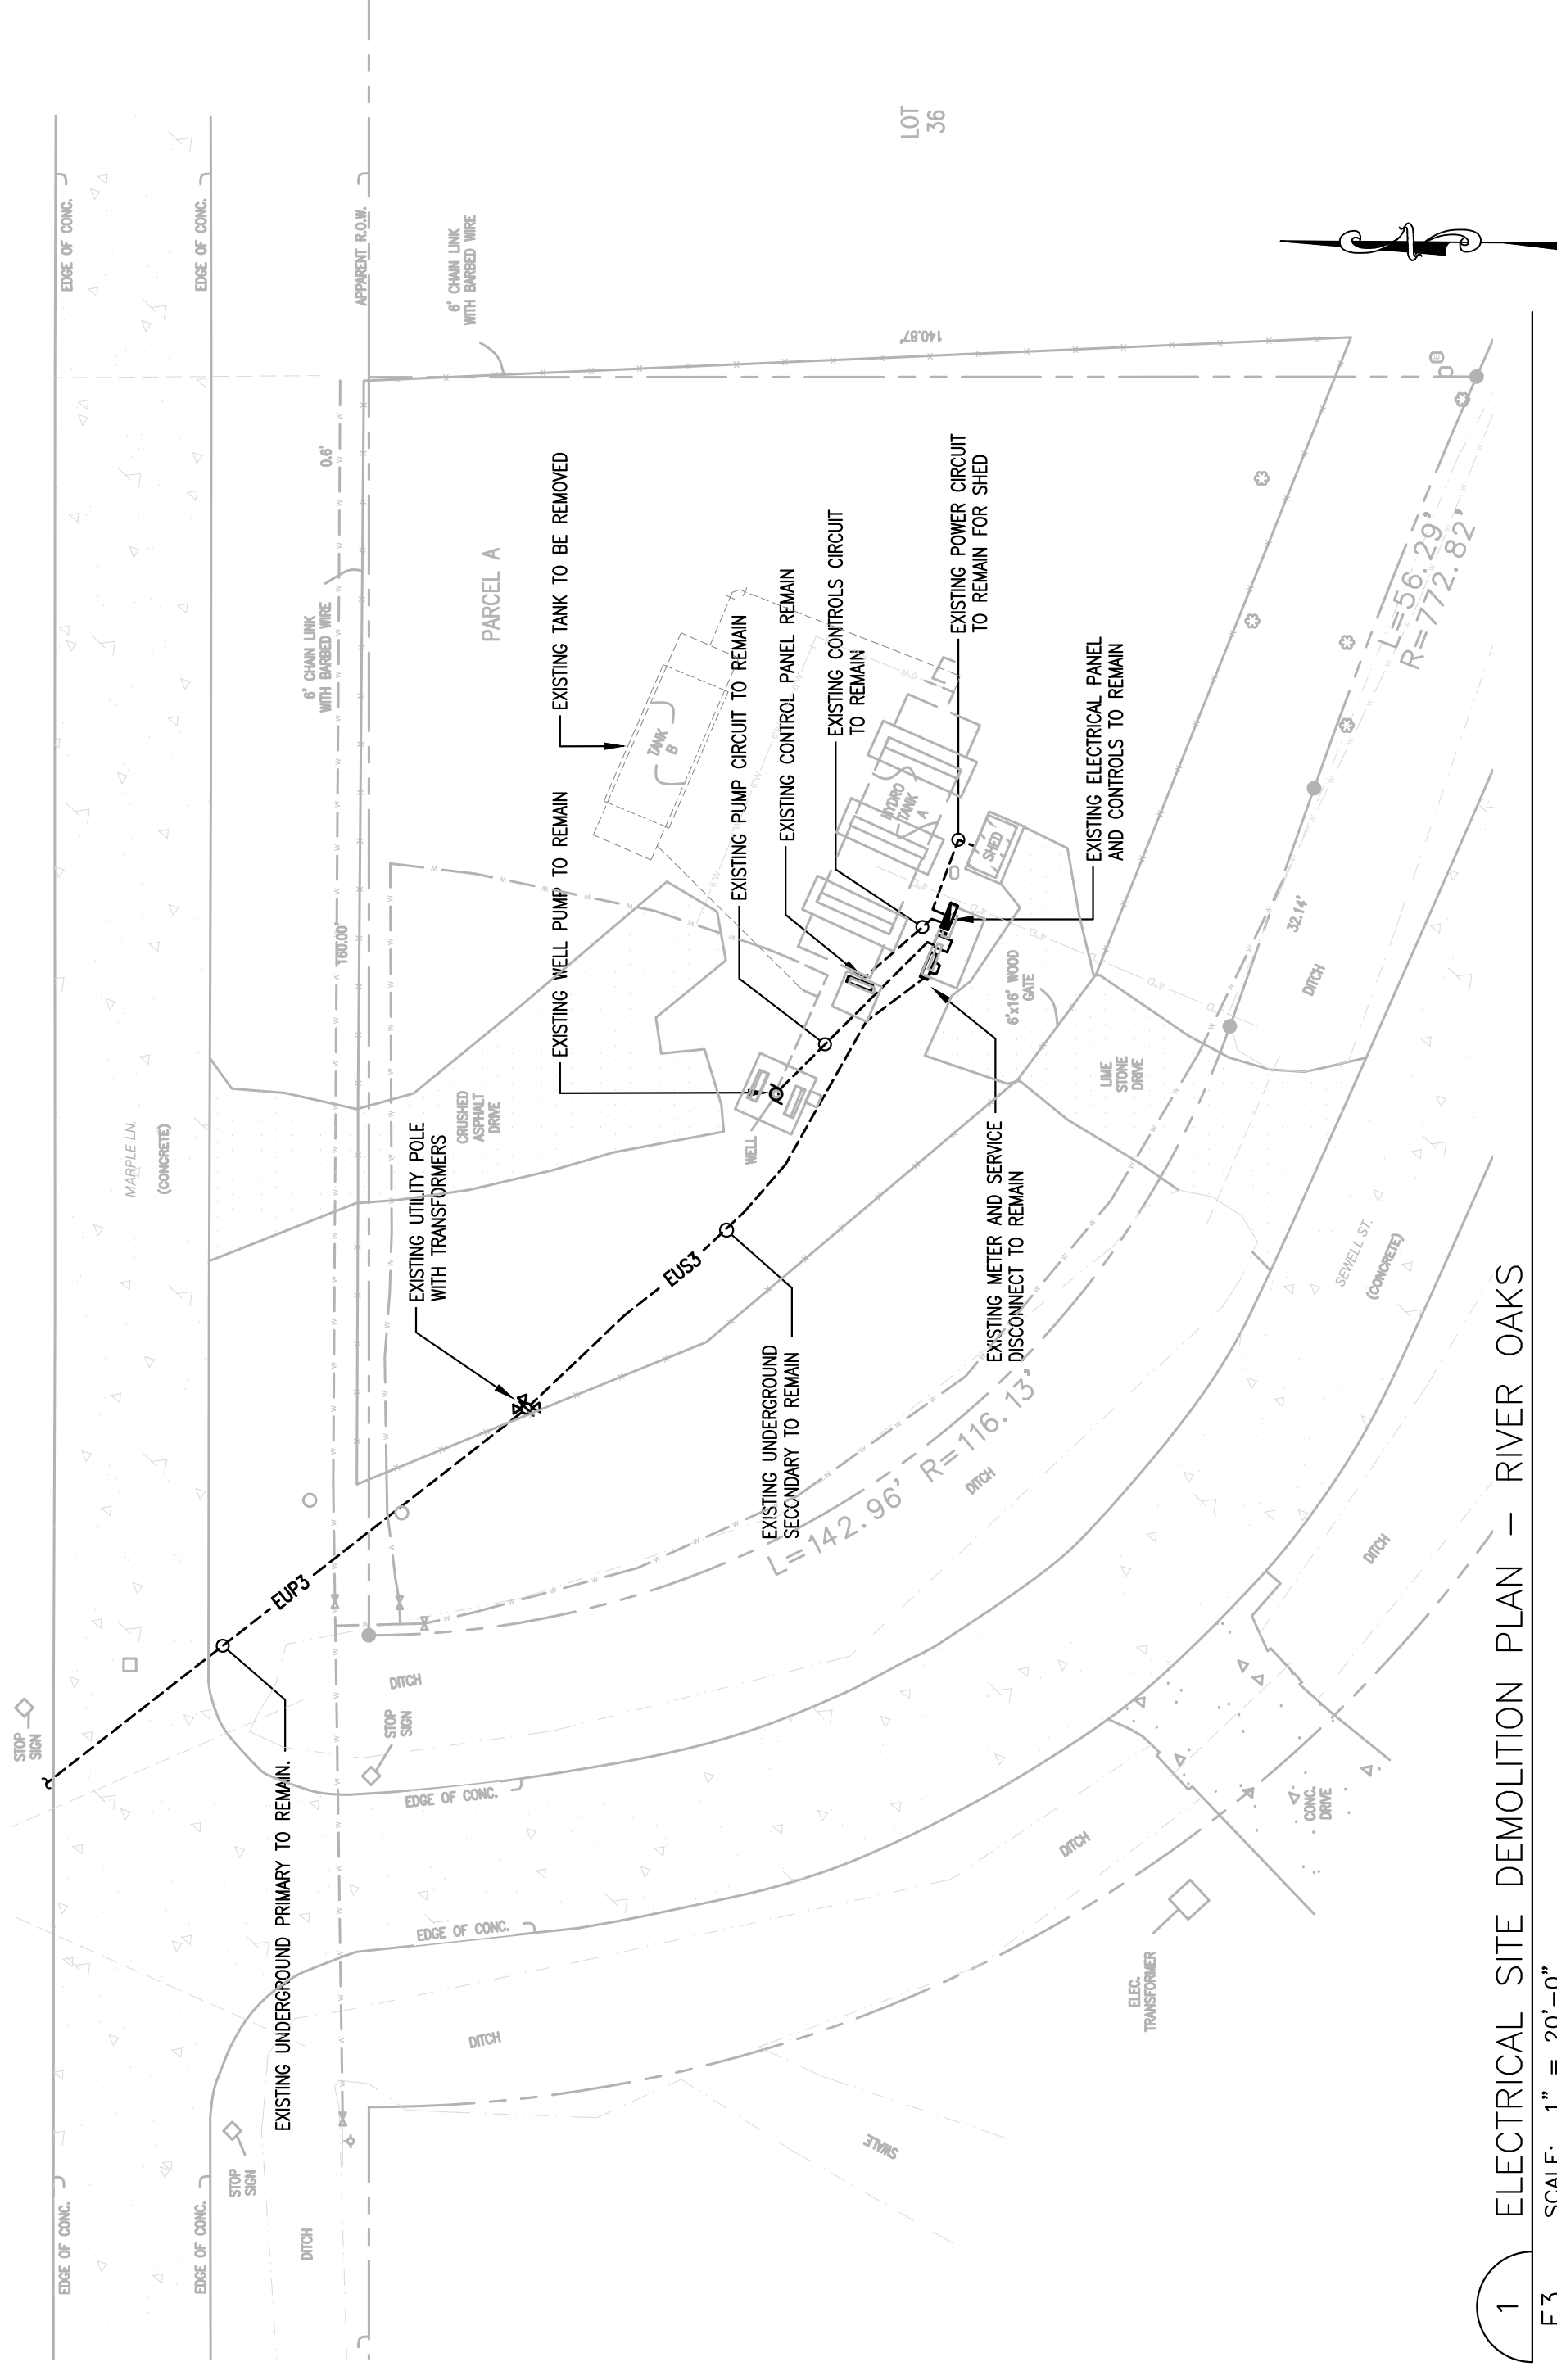 EDGE OF CONC.
EDGE OF CONC.
STOP
SIGN
MARPLE LN.
(CONCRETE)
EDGE OF CONC.
EDGE OF CONC.
STOP
SIGN
DITCH
APPARENT R.O.W.
0.6'
6' CHAIN LINK
WITH BARBED WIRE
6' CHAIN LINK
WITH BARBED WIRE
160.00'
EUP3
EXISTING UNDERGROUND PRIMARY TO REMAIN.
DITCH
STOP
SIGN
EDGE OF CONC.
EDGE OF CONC.
DITCH
EXISTING UTILITY POLE
WITH TRANSFORMERS
CRUSHED
ASPHALT
DRIVE
PARCEL A
EXISTING TANK TO BE REMOVED
EXISTING WELL PUMP TO REMAIN
TANK
B
EUS3
EXISTING PUMP CIRCUIT TO REMAIN
EXISTING CONTROL PANEL REMAIN
EXISTING CONTROLS CIRCUIT
TO REMAIN
WELL
EXISTING UNDERGROUND
SECONDARY TO REMAIN
L=142.96' R=116.13'
HYDRO
TANK
A
6"W
6"W
6"W
6"W
140.87'
LOT
36
SWALE
EXISTING POWER CIRCUIT
TO REMAIN FOR SHED
SHED
4"D
4"D
4"D
4"D
EXISTING METER AND SERVICE
DISCONNECT TO REMAIN
6'x16' WOOD
GATE
EXISTING ELECTRICAL PANEL
AND CONTROLS TO REMAIN
DITCH
LIME
STONE
DRIVE
DITCH
ELEC.
TRANSFORMER
32.14'
DITCH
CONC.
DRIVE
SEWELL ST.
(CONCRETE)
DITCH
L=56.29'
R=772.82'
E
N
1
ELECTRICAL SITE DEMOLITION PLAN – RIVER OAKS
E3
SCALE: 1" = 20'-0"